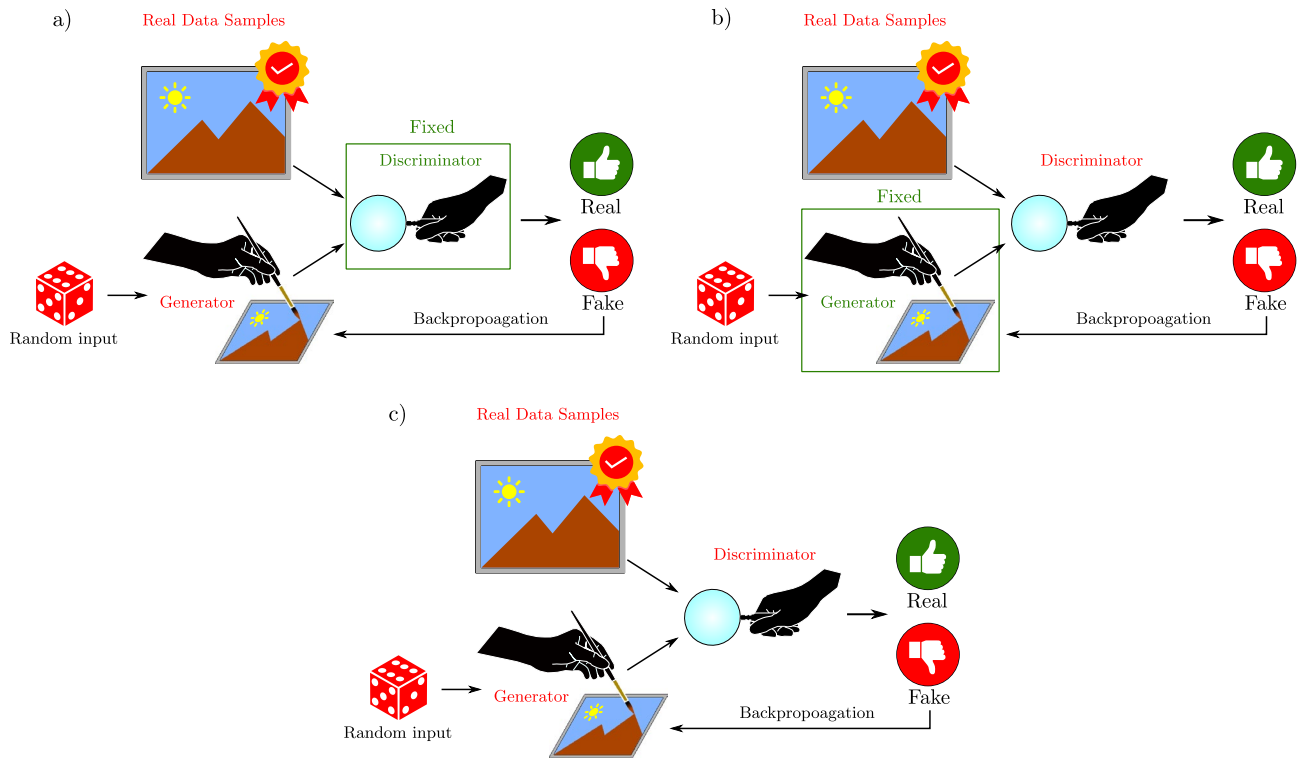 a)
Real Data Samples
Fixed
Discriminator
Real
Fake
Generator
Random input
Backpropoagation
b)
Real Data Samples
Discriminator
Fixed
Real
Fake
Generator
Random input
Backpropoagation
c)
Real Data Samples
Discriminator
Real
Fake
Generator
Random input
Backpropoagation